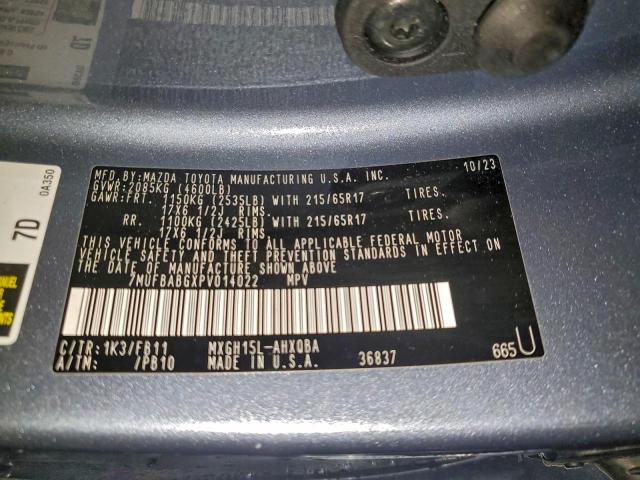 MFD.BY:MAZDA TOYOTA MANUFACTURING U.S.A. INC. 10/23
GVWR:2085KG (4600LB)
GAWR:FRT. 1150KG (2535LB) WITH 215/65R17 TIRES.
17X6 1/2J RIMS
RR. 1100KG (2425LB) WITH 215/65R17 TIRES.
17X6 1/2J RIMS
THIS VEHICLE CONFORMS TO ALL APPLICABLE FEDERAL MOTOR
VEHICLE SAFETY AND THEFT PREVENTION STANDARDS IN EFFECT ON
THE DATE OF MANUFACTURE SHOWN ABOVE.
7MUFBABGXPV014022 MPV
C/TR:1K3/FB11 MXGH15L-AHXQBA
A/TN: /PB10 MADE IN U.S.A. 36837 665U
7D
0A350